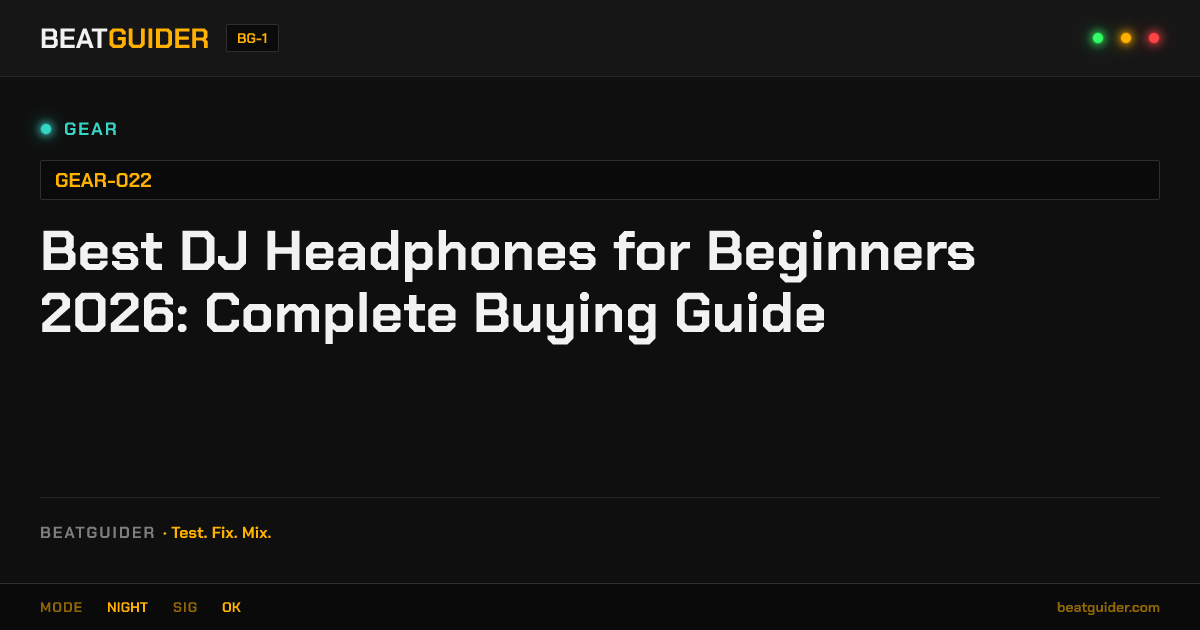 BEATGUIDER BG-1
GEAR
GEAR-022
Best DJ Headphones for Beginners
2026: Complete Buying Guide
BEATGUIDER · Test. Fix. Mix.
MODE NIGHT SIG OK beatguider.com